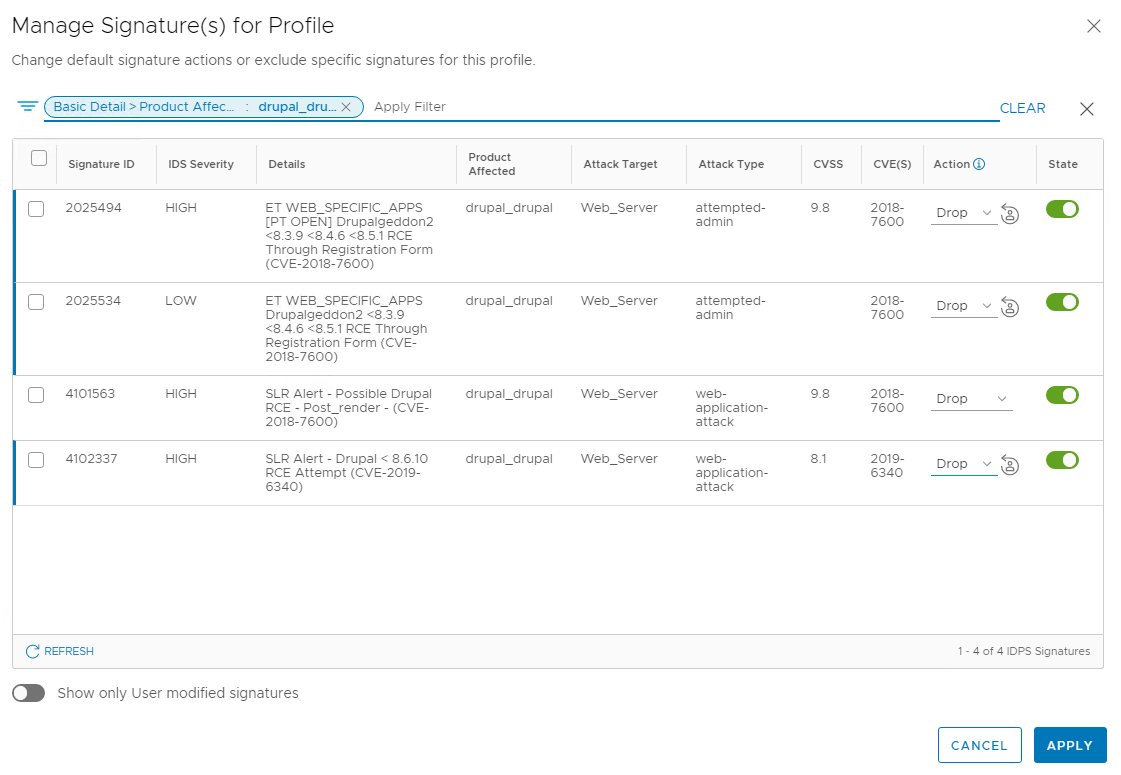 Manage Signature(s) for Profile
Change default signature actions or exclude specific signatures for this profile.
Basic Detail > Product Affec... : drupal_dru... Apply Filter CLEAR
Signature ID IDS Severity Details Product Affected Attack Target Attack Type CVSS CVE(S) Action State
2025494 HIGH ET WEB_SPECIFIC_APPS drupal_drupal Web_Server attempted- 9.8 2018- Drop
[PT OPEN] Drupalgeddon2 admin 7600
<8.3.9 <8.4.6 <8.5.1 RCE
Through Registration Form
(CVE-2018-7600)
2025534 LOW ET WEB_SPECIFIC_APPS drupal_drupal Web_Server attempted- 2018- Drop
Drupalgeddon2 <8.3.9 admin 7600
<8.4.6 <8.5.1 RCE Through
Registration Form (CVE-
2018-7600)
4101563 HIGH SLR Alert - Possible Drupal drupal_drupal Web_Server web- 9.8 2018- Drop
RCE - Post_render - (CVE- application- 7600
2018-7600) attack
4102337 HIGH SLR Alert - Drupal < 8.6.10 drupal_drupal Web_Server web- 8.1 2019- Drop
RCE Attempt (CVE-2019- application- 6340
6340) attack
REFRESH 1 - 4 of 4 IDPS Signatures
Show only User modified signatures
CANCEL APPLY